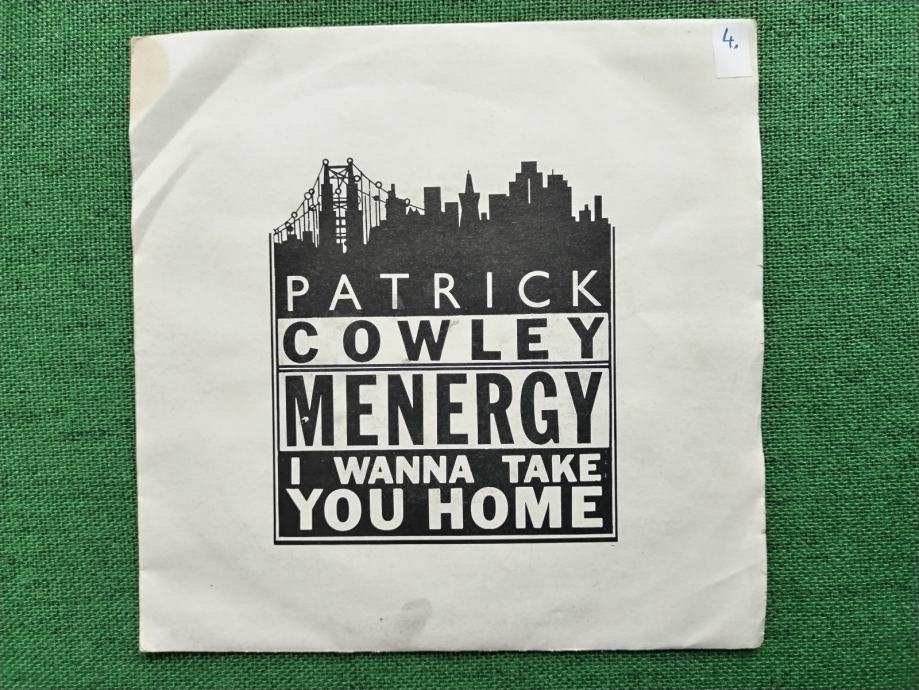 4.
PATRICK
COWLEY
MENERGY
I WANNA TAKE
YOU HOME